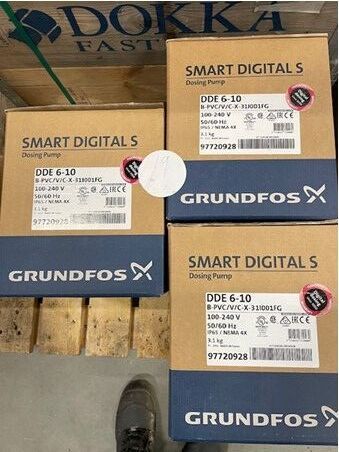 DOKKA
FAST
SMART DIGITAL S
Dosing Pump
DDE 6-10
B-PVC/V/C-X-31I001FG
100-240 V
50/60 Hz
IP65 / NEMA 4X
3.1 kg
97720928
GRUNDFOS
SMART DIGITAL S
Dosing Pump
DDE 6-10
B-PVC/V/C-X-31I001FG
100-240 V
50/60 Hz
IP65 / NEMA 4X
3.1 kg
97720928
GRUNDFOS
SMART DIGITAL S
Dosing Pump
DDE 6-10
B-PVC/V/C-X-31I001FG
100-240 V
50/60 Hz
IP65 / NEMA 4X
3.1 kg
97720928
GRUNDFOS